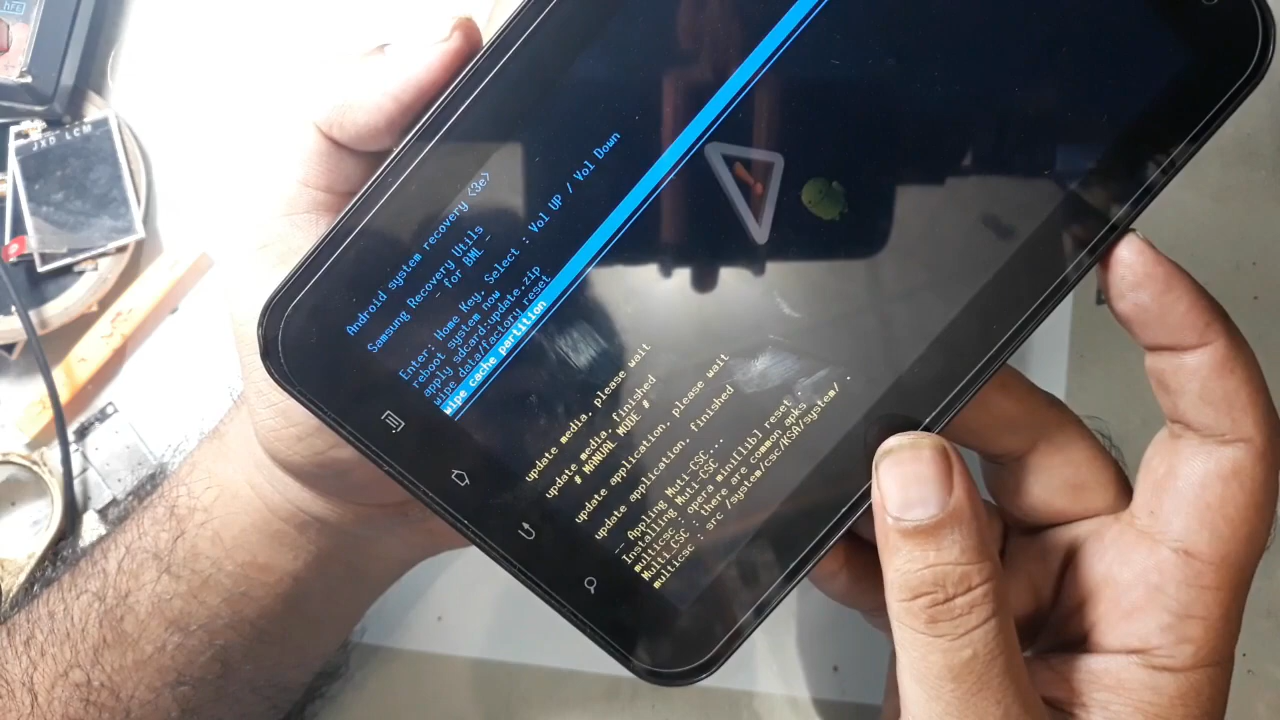 hFE
JXD LCM
Android system recovery <3e>
Samsung Recovery Utils
- for BML -
Enter: Home Key, Select : Vol UP / Vol Down
reboot system now
apply sdcard:update.zip
wipe data/factory reset
wipe cache partition
update media, please wait
update media, finished
# MANUAL MODE #
update application, please wait
update application, finished
-- Appling Muti-CSC...
Installing Muti-CSC
multicsc : opera mini(lib) reset .
Multi_CSC : there are common apks
multicsc : src /system/csc/KSA/system/ .